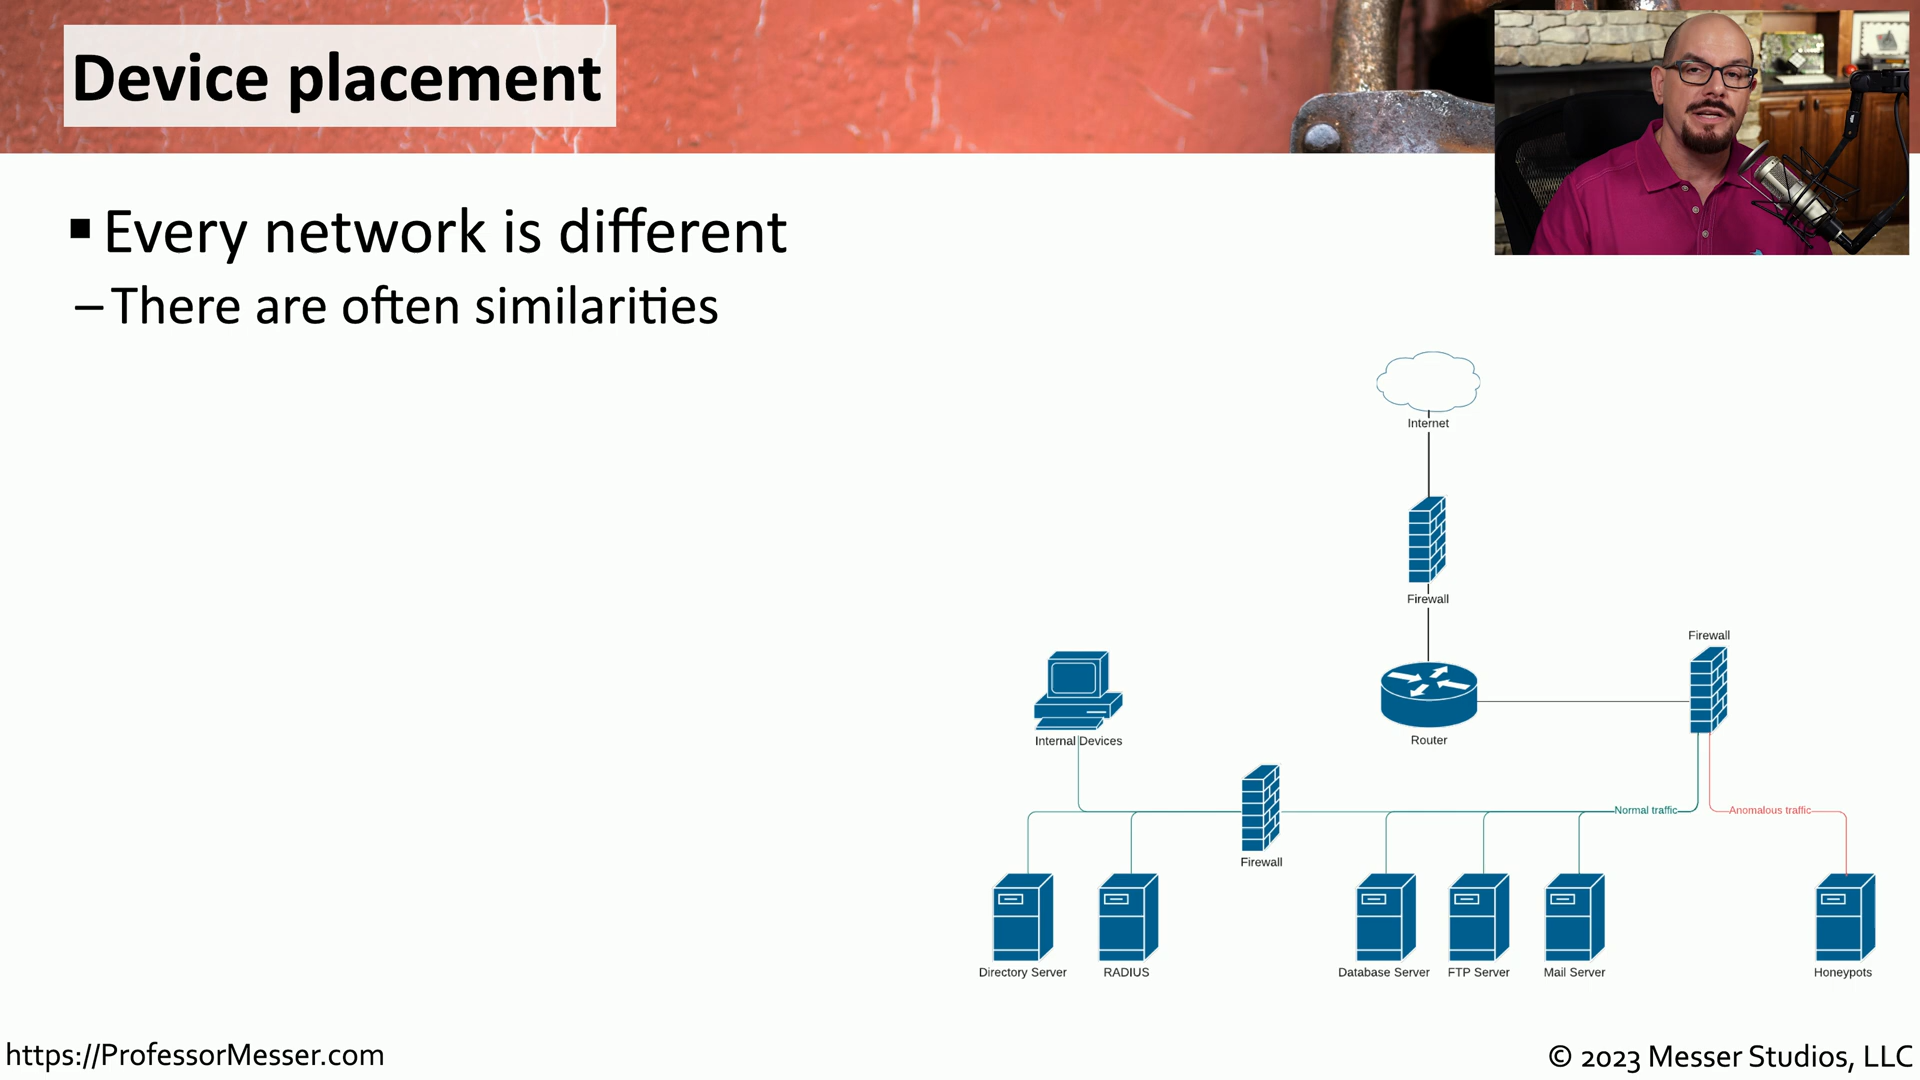 Device placement
▪ Every network is different
– There are often similarities
Internet
Firewall
Firewall
Internal Devices
Router
Normal traffic
Anomalous traffic
Firewall
Directory Server
RADIUS
Database Server
FTP Server
Mail Server
Honeypots
https://ProfessorMesser.com
© 2023 Messer Studios, LLC